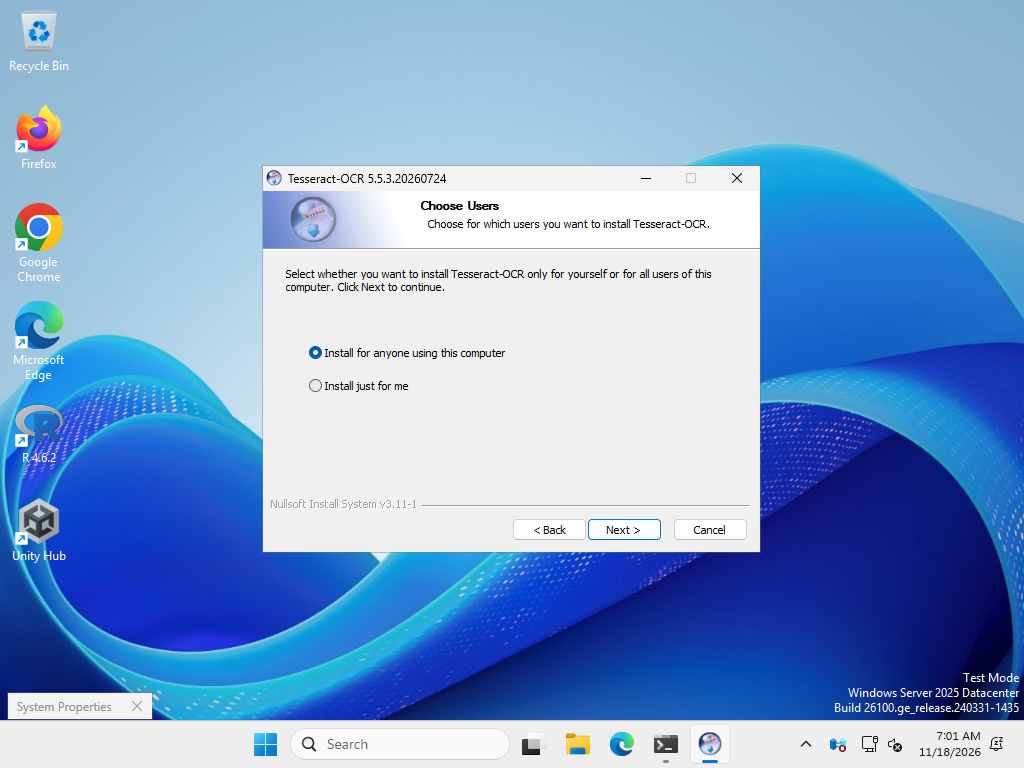 Recycle Bin
Firefox
Google
Chrome
Microsoft
Edge
R 4.6.2
Unity Hub
Tesseract-OCR 5.5.3.20260724
Choose Users
Choose for which users you want to install Tesseract-OCR.
Select whether you want to install Tesseract-OCR only for yourself or for all users of this
computer. Click Next to continue.
Install for anyone using this computer
Install just for me
Nullsoft Install System v3.11-1
< Back
Next >
Cancel
Test Mode
Windows Server 2025 Datacenter
Build 26100.ge_release.240331-1435
System Properties
Search
7:01 AM
11/18/2026